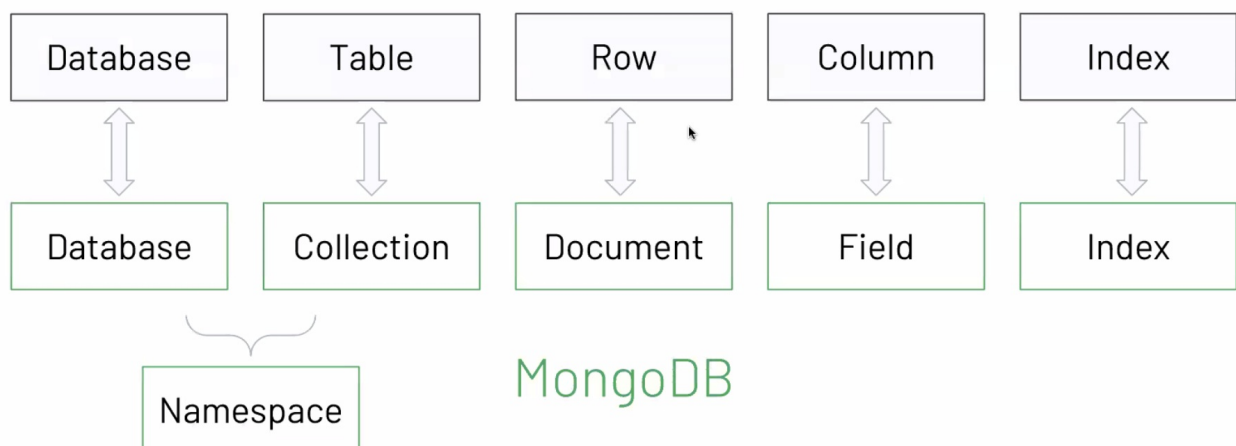 Database
Table
Row
Column
Index
Database
Collection
Document
Field
Index
Namespace
MongoDB